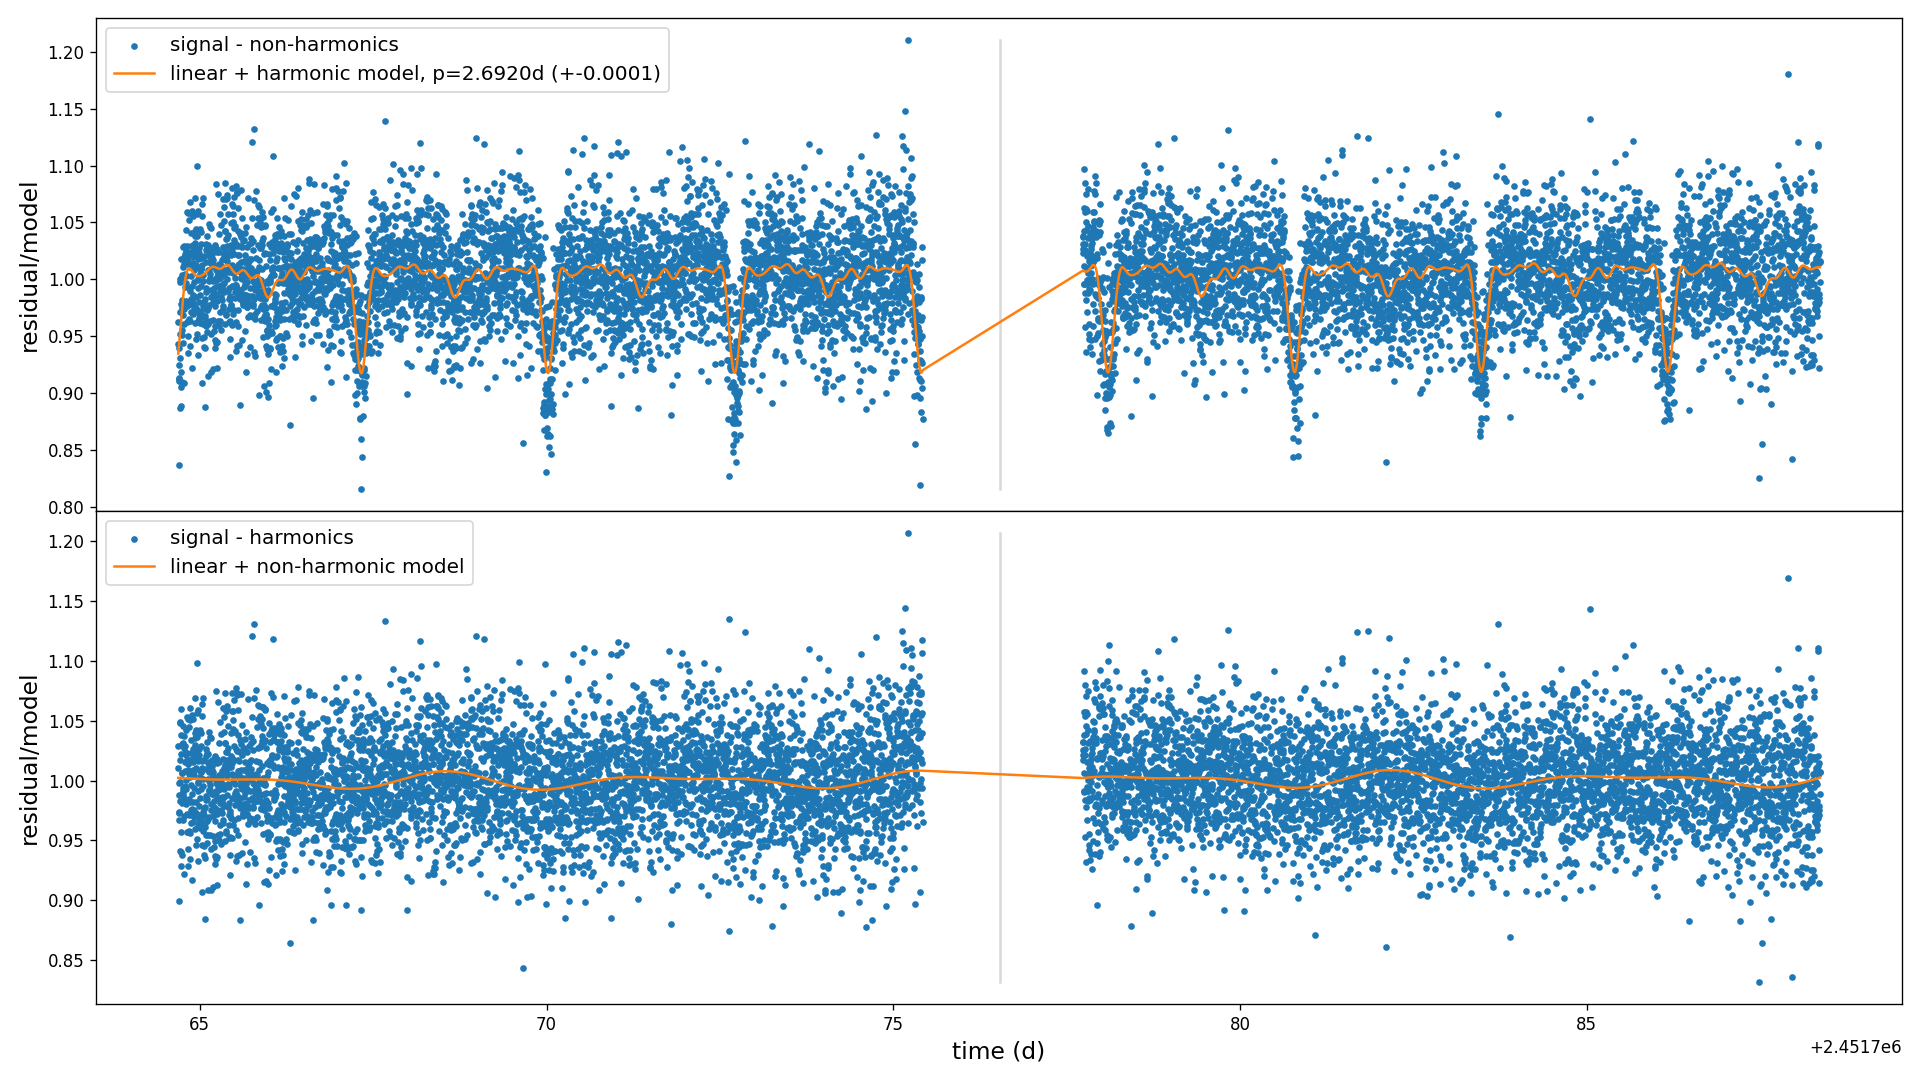 signal - non-harmonics
linear + harmonic model, p=2.6920d (+-0.0001)
residual/model
1.20
1.15
1.10
1.05
1.00
0.95
0.90
0.85
0.80
signal - harmonics
linear + non-harmonic model
residual/model
1.20
1.15
1.10
1.05
1.00
0.95
0.90
0.85
65
70
75
80
85
time (d)
+2.4517e6